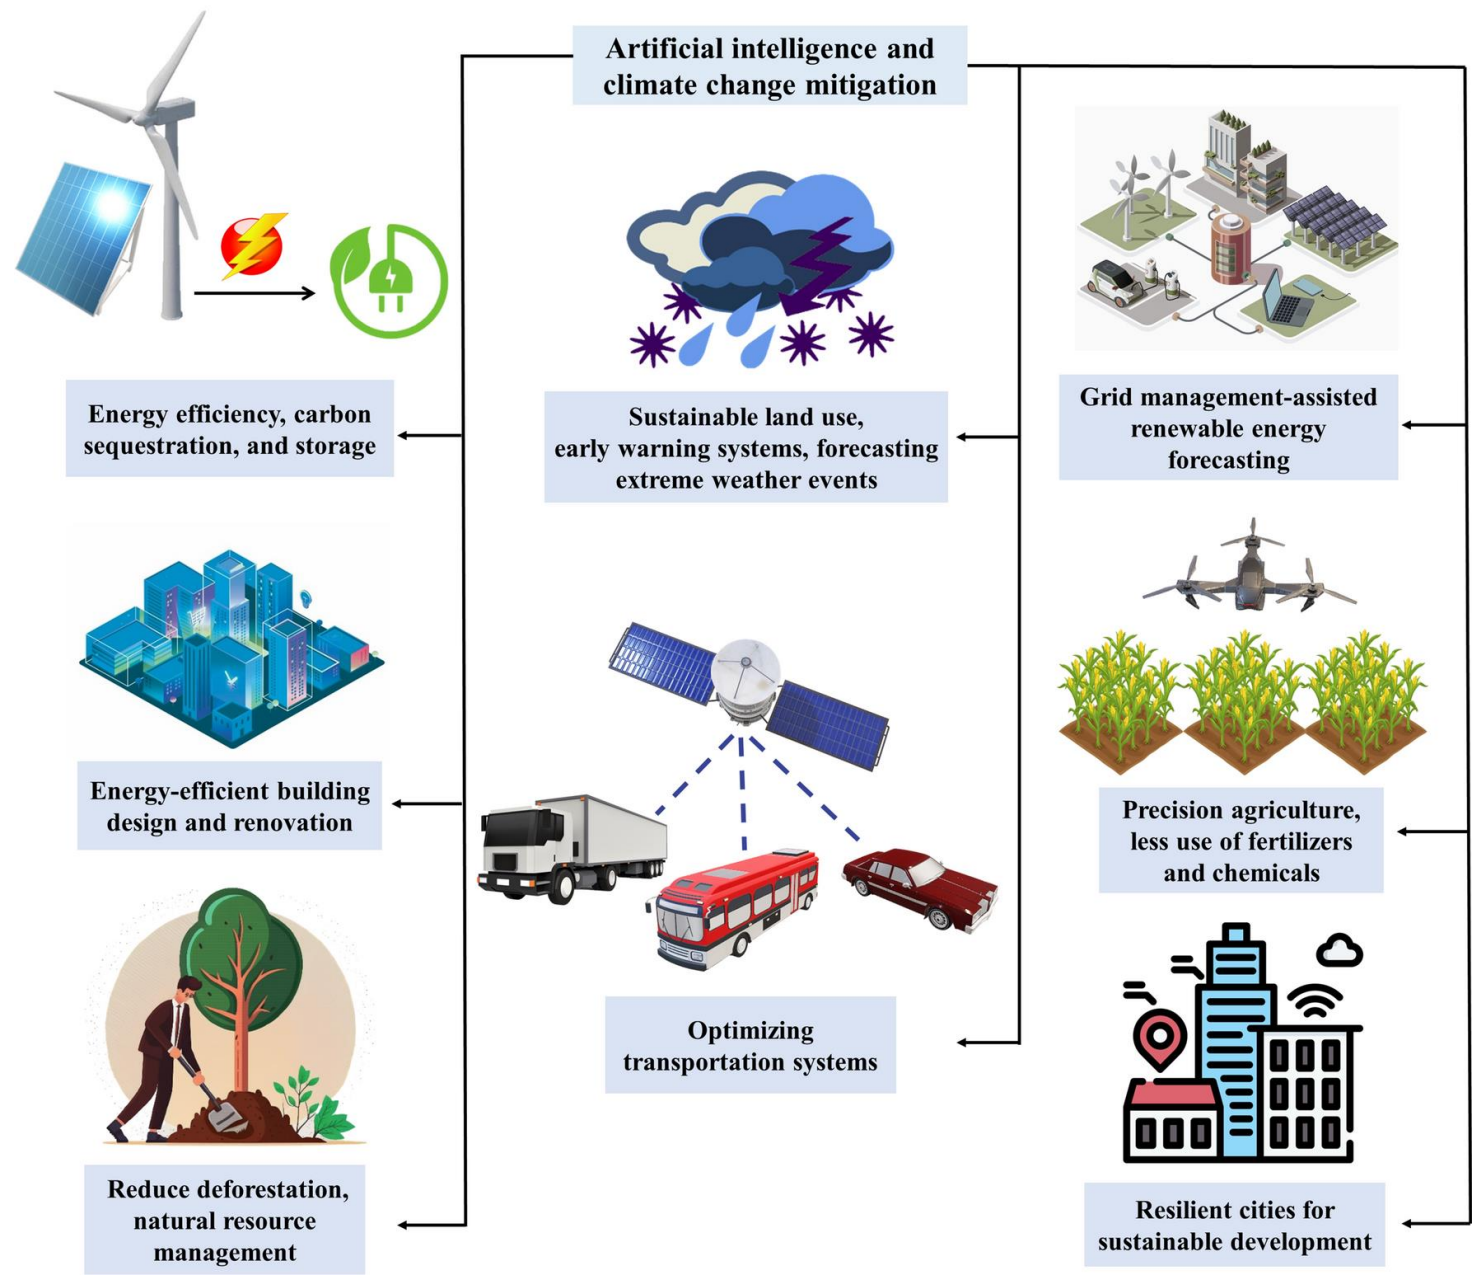 Artificial intelligence and
climate change mitigation
Energy efficiency, carbon
sequestration, and storage
Sustainable land use,
early warning systems, forecasting
extreme weather events
Grid management-assisted
renewable energy
forecasting
Energy-efficient building
design and renovation
Precision agriculture,
less use of fertilizers
and chemicals
Optimizing
transportation systems
Reduce deforestation,
natural resource
management
Resilient cities for
sustainable development